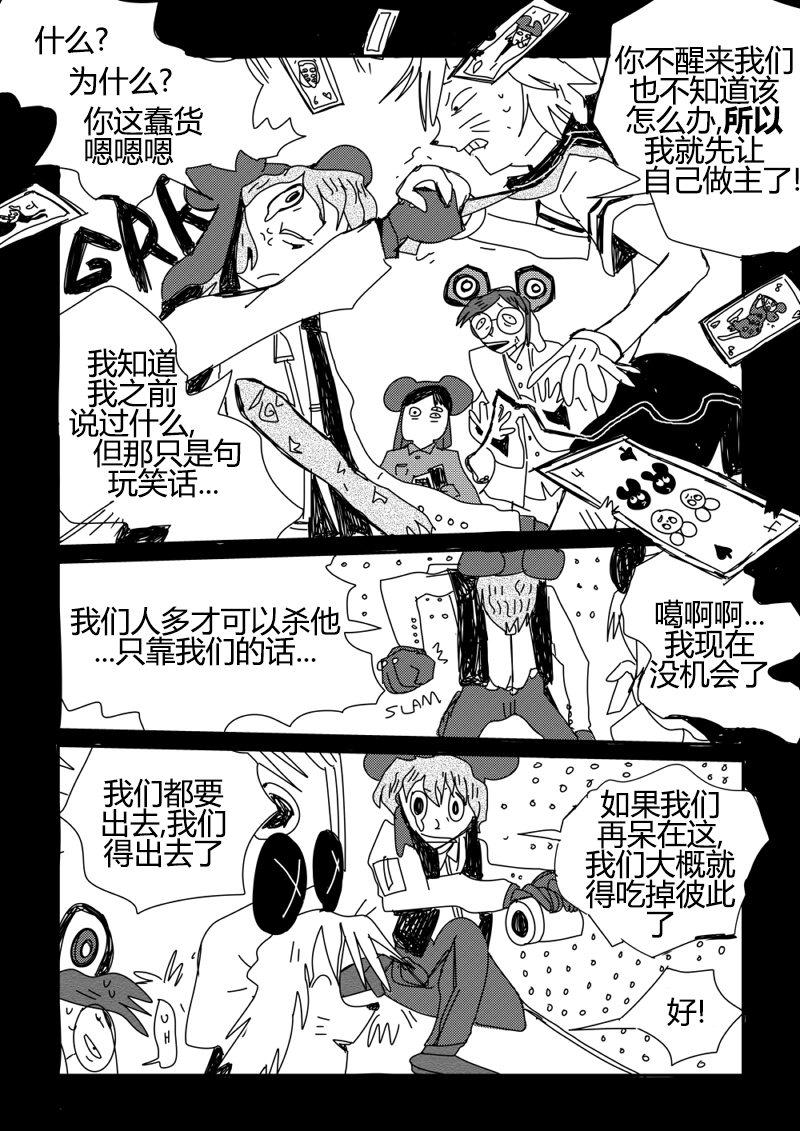 什么?
为什么?
你这蠢货
嗯嗯嗯
你不醒来我们
也不知道该
怎么办,所以
我就先让
自己做主了!
GRK
我知道
我之前
说过什么,
但那只是句
玩笑话...
4
4
我们人多才可以杀他
...只靠我们的话...
SLAM
噶啊啊...
我现在
没机会了
我们都要
出去,我们
得出去了
如果我们
再呆在这,
我们大概就
得吃掉彼此
了
UH
好!